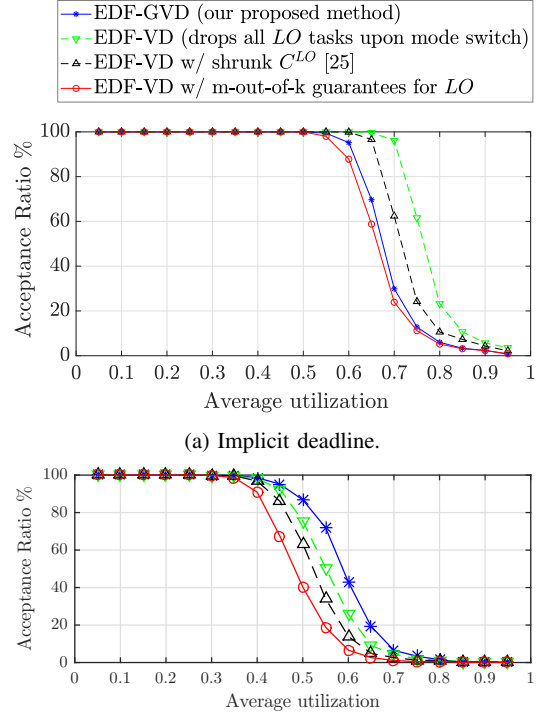 EDF-GVD (our proposed method)
EDF-VD (drops all LO tasks upon mode switch)
EDF-VD w/ shrunk C^{LO} [25]
EDF-VD w/ m-out-of-k guarantees for LO
100
80
60
40
20
0
Acceptance Ratio %
0 0.1 0.2 0.3 0.4 0.5 0.6 0.7 0.8 0.9 1
Average utilization
(a) Implicit deadline.
100
80
60
40
20
0
Acceptance Ratio %
0 0.1 0.2 0.3 0.4 0.5 0.6 0.7 0.8 0.9 1
Average utilization